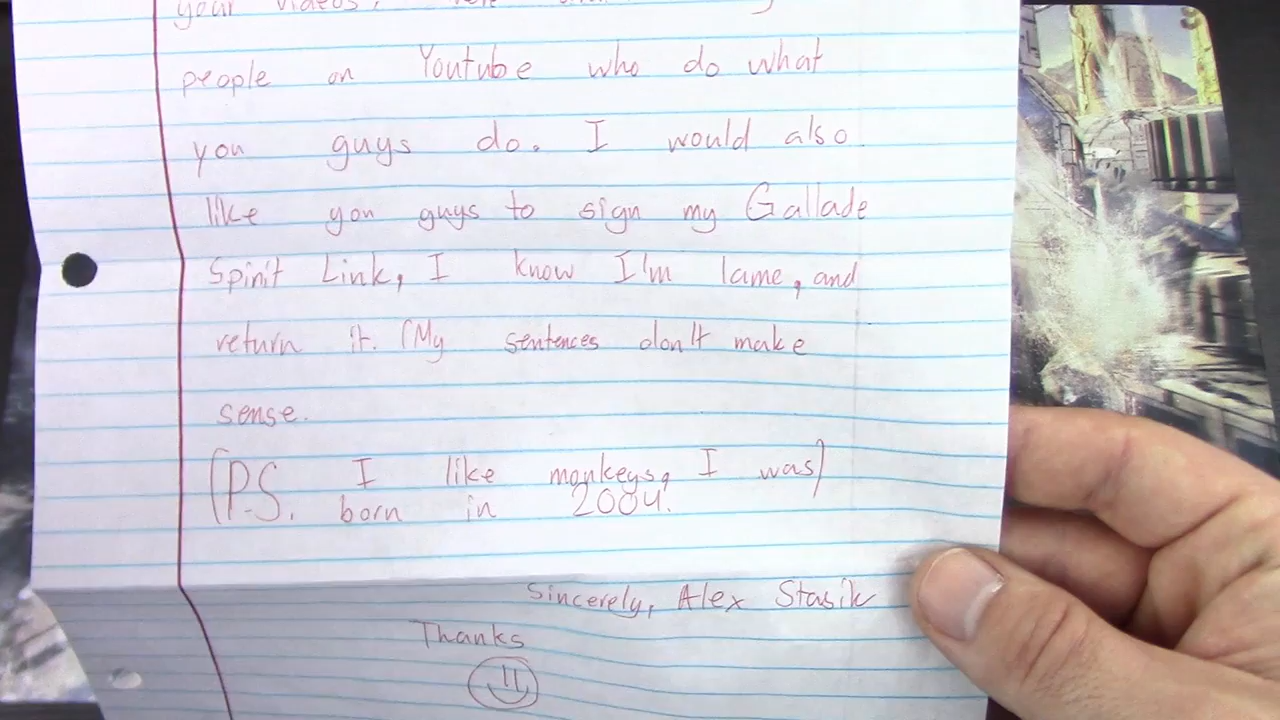 your videos,
people on Youtube who do what
you guys do. I would also
like you guys to sign my Gallade
Spirit Link, I know I'm lame, and
return it. (My sentences don't make
sense.
(P.S. I like monkeys, I was)
born in 2004.
Sincerely, Alex Stasik
Thanks